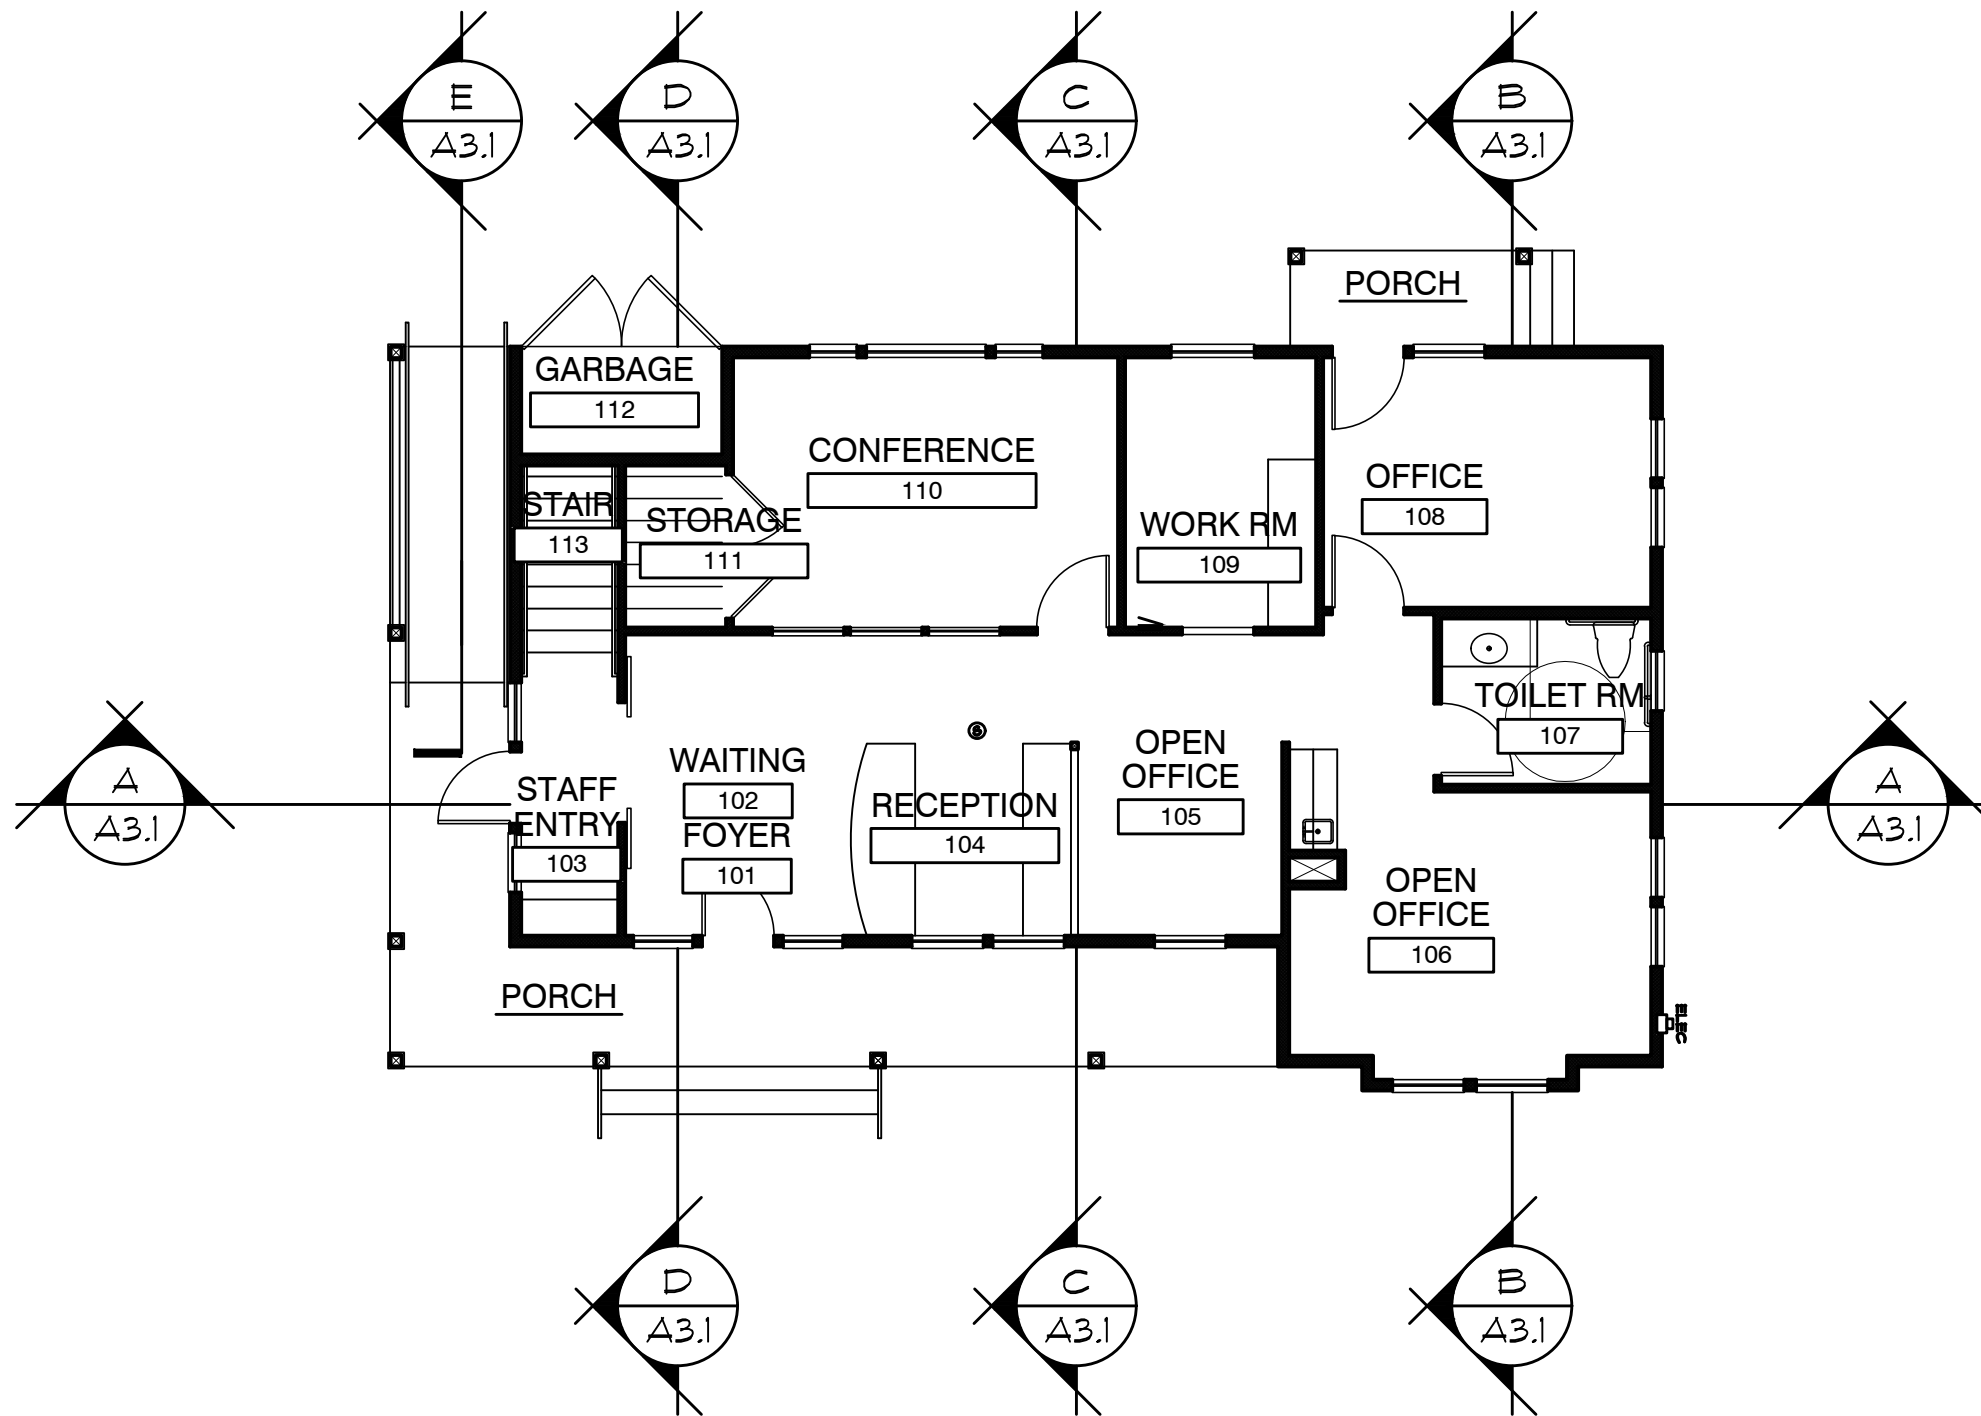 E
A3.1
D
A3.1
C
A3.1
B
A3.1
PORCH
GARBAGE
112
CONFERENCE
110
OFFICE
108
STAIR
113
STORAGE
111
WORK RM
109
TOILET RM
107
A
A3.1
STAFF
ENTRY
103
WAITING
102
FOYER
101
RECEPTION
104
OPEN
OFFICE
105
A
A3.1
OPEN
OFFICE
106
PORCH
ELEC
D
A3.1
C
A3.1
B
A3.1